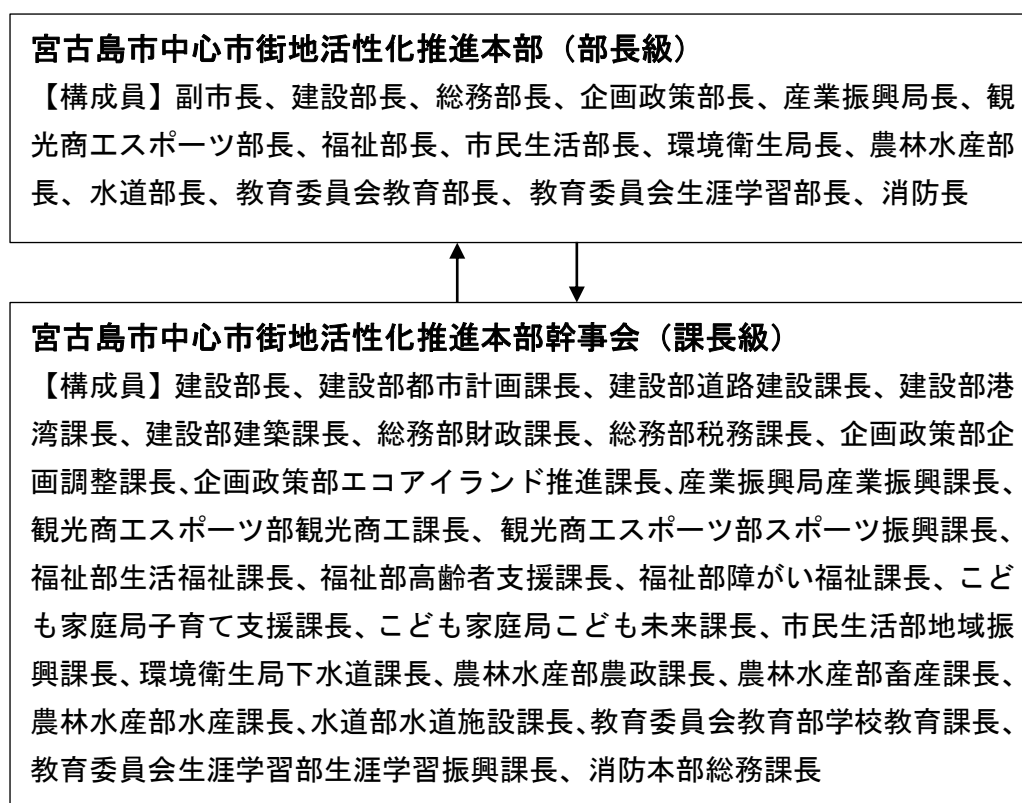 宮古島市中心市街地活性化推進本部（部長級）
【構成員】副市長、建設部長、総務部長、企画政策部長、産業振興局長、観
光商工スポーツ部長、福祉部長、市民生活部長、環境衛生局長、農林水産部
長、水道部長、教育委員会教育部長、教育委員会生涯学習部長、消防長
宮古島市中心市街地活性化推進本部幹事会（課長級）
【構成員】建設部長、建設部都市計画課長、建設部道路建設課長、建設部港
湾課長、建設部建築課長、総務部財政課長、総務部税務課長、企画政策部企
画調整課長、企画政策部エコアイランド推進課長、産業振興局産業振興課長、
観光商工スポーツ部観光商工課長、観光商工スポーツ部スポーツ振興課長、
福祉部生活福祉課長、福祉部高齢者支援課長、福祉部障がい福祉課長、こど
も家庭局子育て支援課長、こども家庭局こども未来課長、市民生活部地域振
興課長、環境衛生局下水道課長、農林水産部農政課長、農林水産部畜産課長、
農林水産部水産課長、水道部水道施設課長、教育委員会教育部学校教育課長、
教育委員会生涯学習部生涯学習振興課長、消防本部総務課長